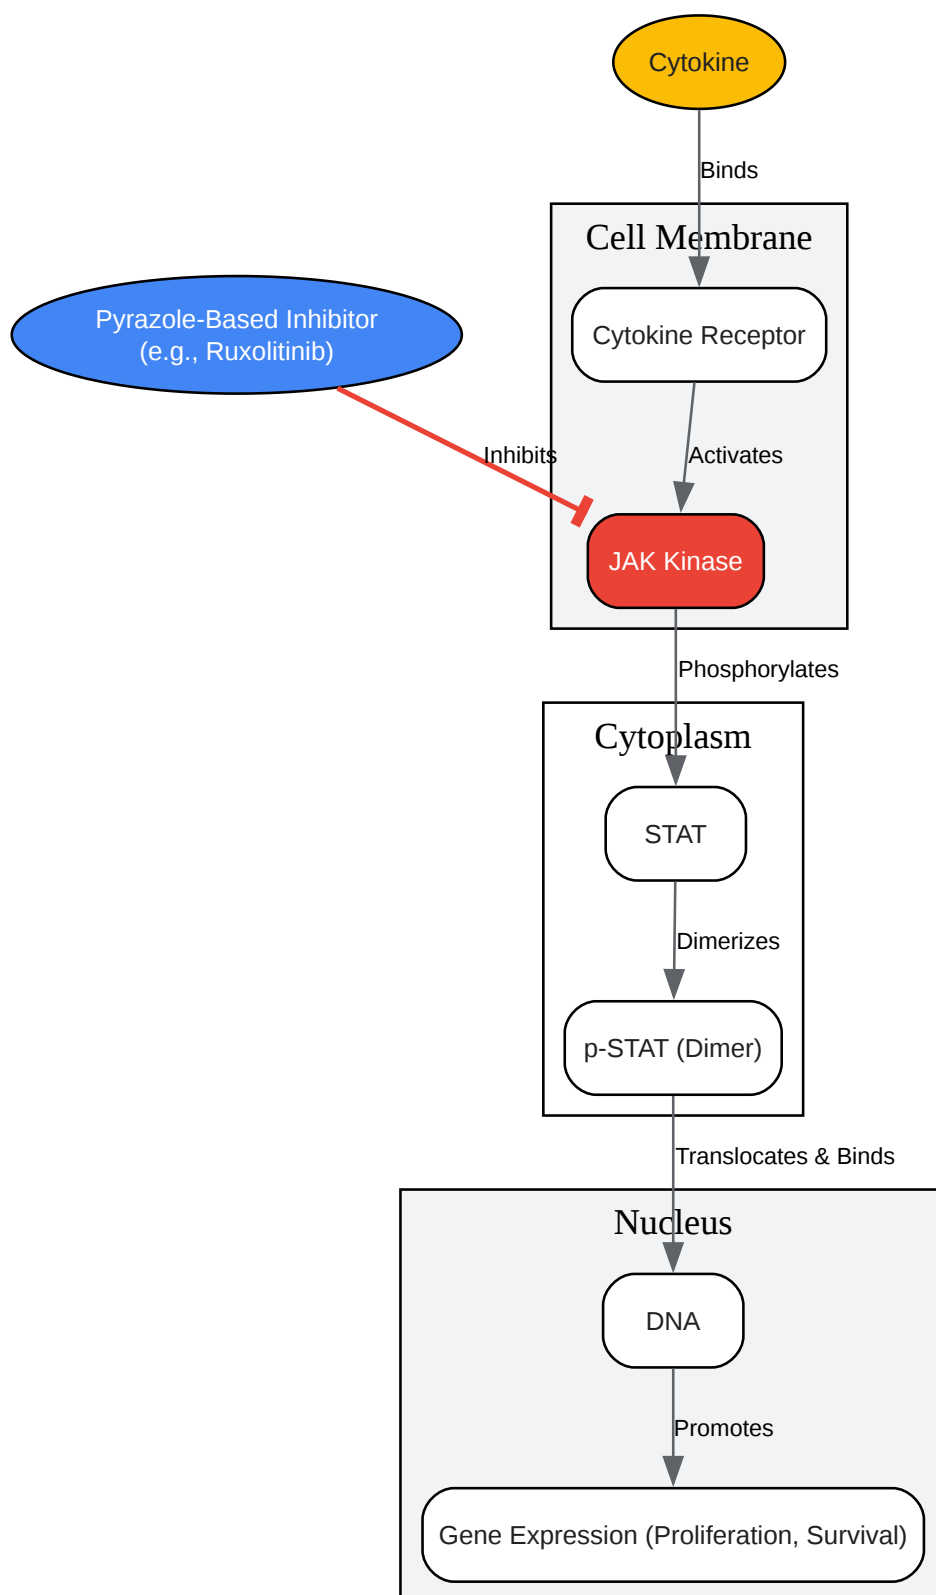 Cytokine
Binds
Cell Membrane
Pyrazole-Based Inhibitor
(e.g., Ruxolitinib)
Cytokine Receptor
Inhibits
Activates
JAK Kinase
Phosphorylates
Cytoplasm
STAT
Dimerizes
p-STAT (Dimer)
Translocates & Binds
Nucleus
DNA
Promotes
Gene Expression (Proliferation, Survival)